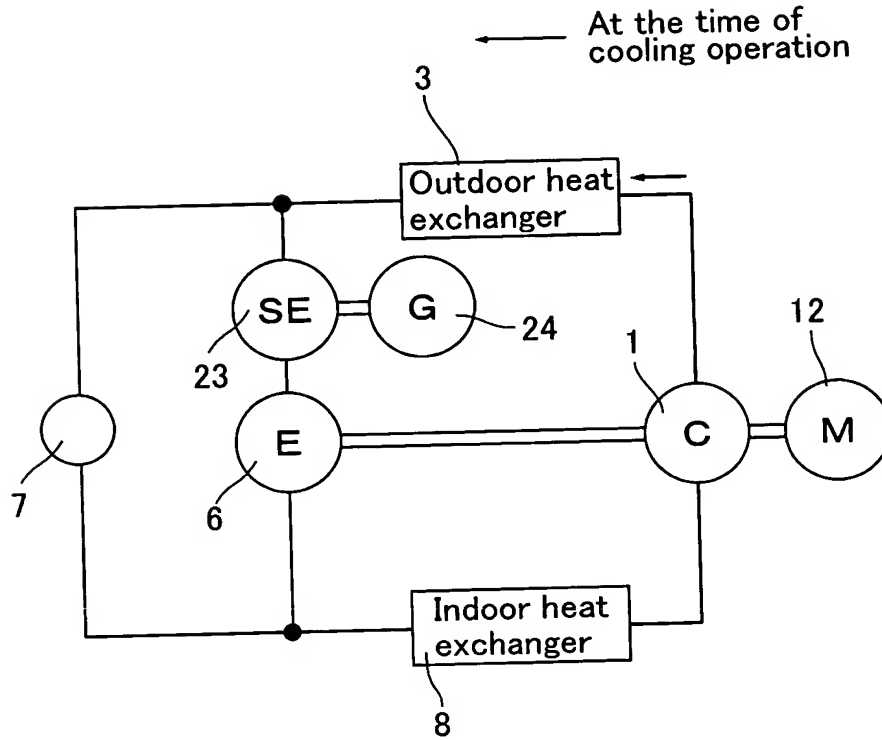 At the time of
cooling operation
3
Outdoor heat
exchanger
SE
G
23
24
1
12
E
C
M
7
6
Indoor heat
exchanger
8